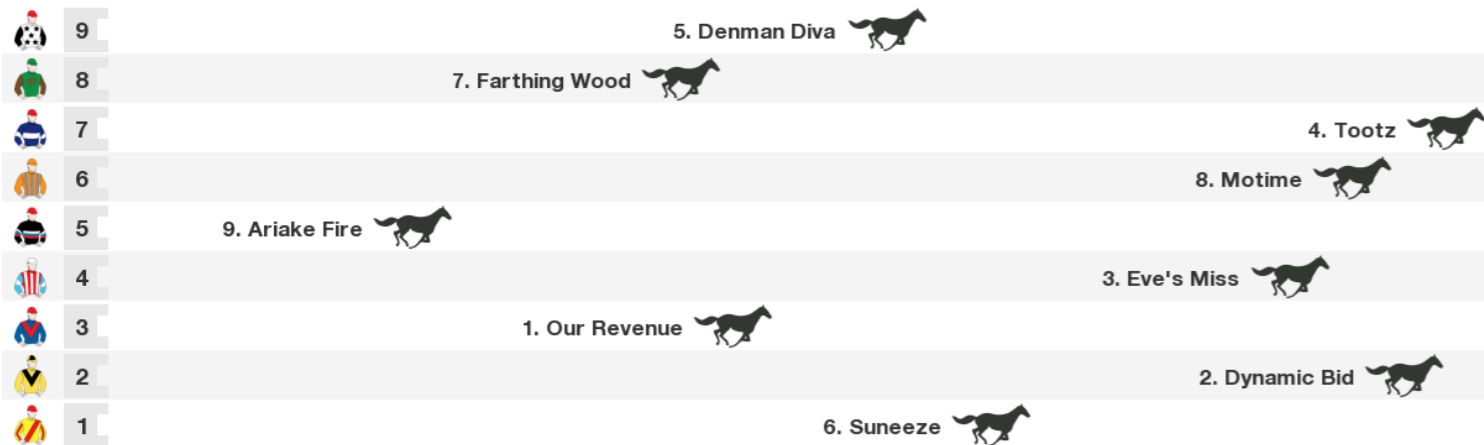 9 5. Denman Diva
8 7. Farthing Wood
7 4. Tootz
6 8. Motime
5 9. Ariake Fire
4 3. Eve's Miss
3 1. Our Revenue
2 2. Dynamic Bid
1 6. Suneeze